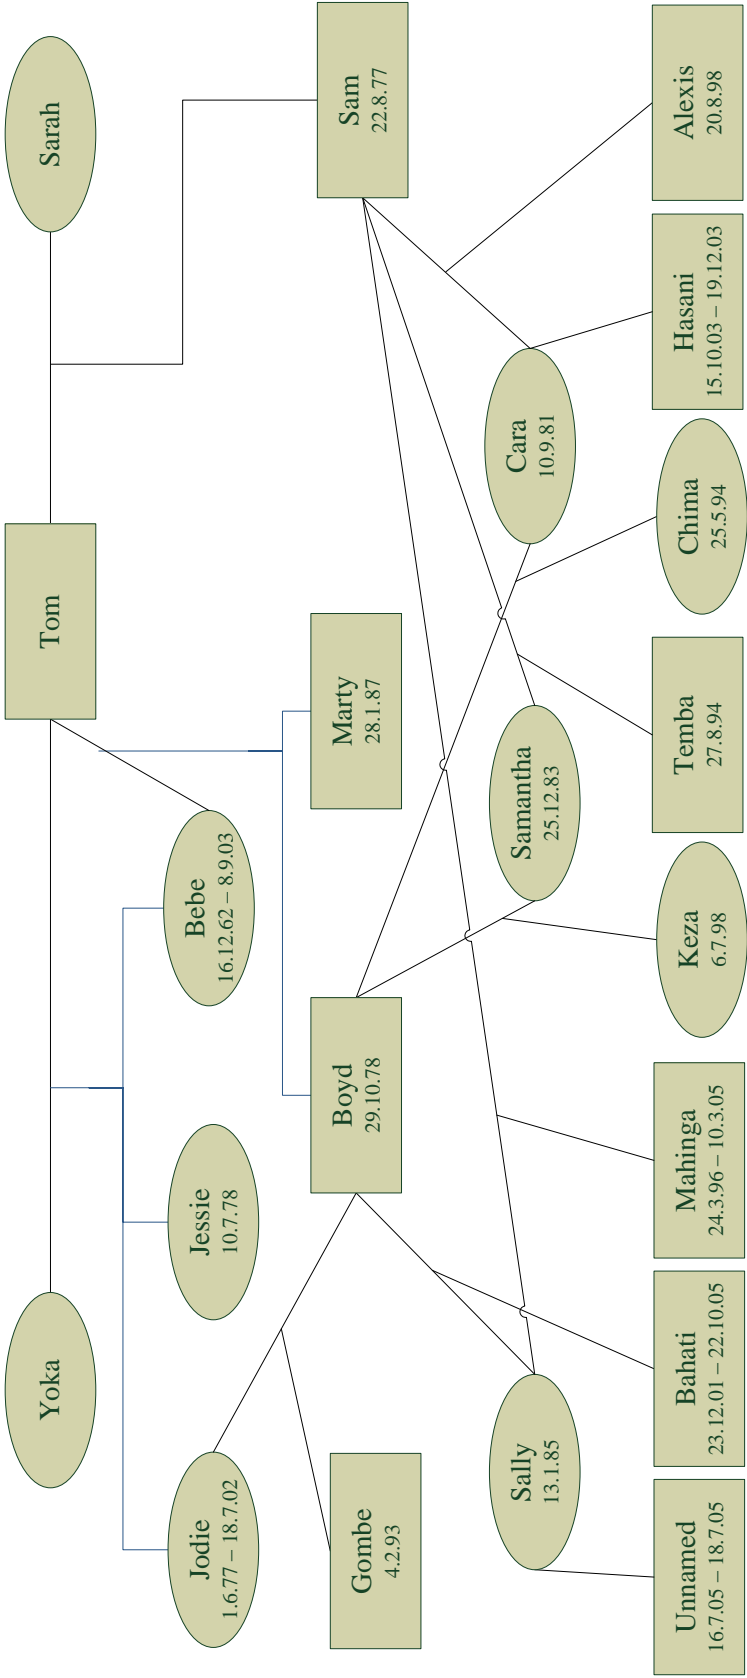 Yoka
Tom
Sarah
Jodie
1.6.77 – 18.7.02
Jessie
10.7.78
Bebe
16.12.62 – 8.9.03
Gombe
4.2.93
Boyd
29.10.78
Marty
28.1.87
Sam
22.8.77
Sally
13.1.85
Samantha
25.12.83
Cara
10.9.81
Unnamed
16.7.05 – 18.7.05
Bahati
23.12.01 – 22.10.05
Mahinga
24.3.96 – 10.3.05
Keza
6.7.98
Temba
27.8.94
Chima
25.5.94
Hasani
15.10.03 – 19.12.03
Alexis
20.8.98